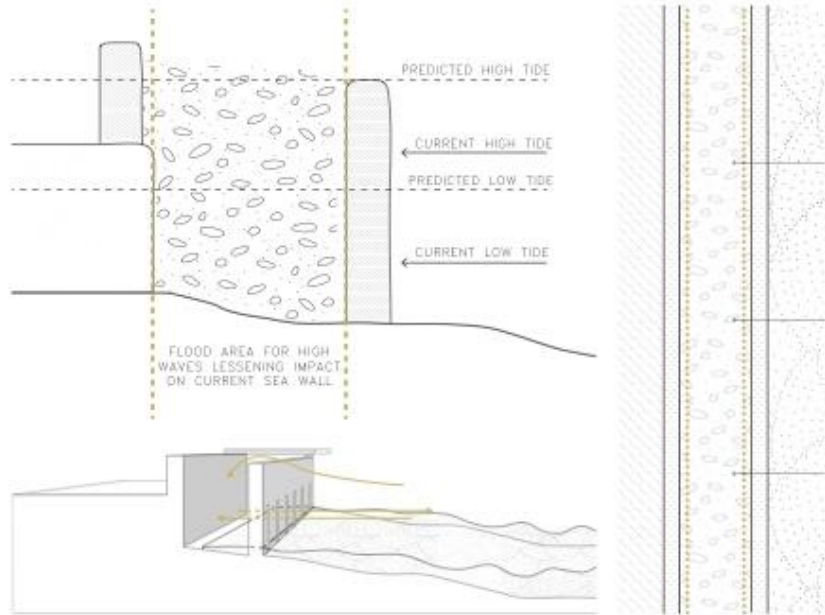 PREDICTED HIGH TIDE
CURRENT HIGH TIDE
PREDICTED LOW TIDE
CURRENT LOW TIDE
FLOOD AREA FOR HIGH
WAVES LESSENING IMPACT
ON CURRENT SEA WALL